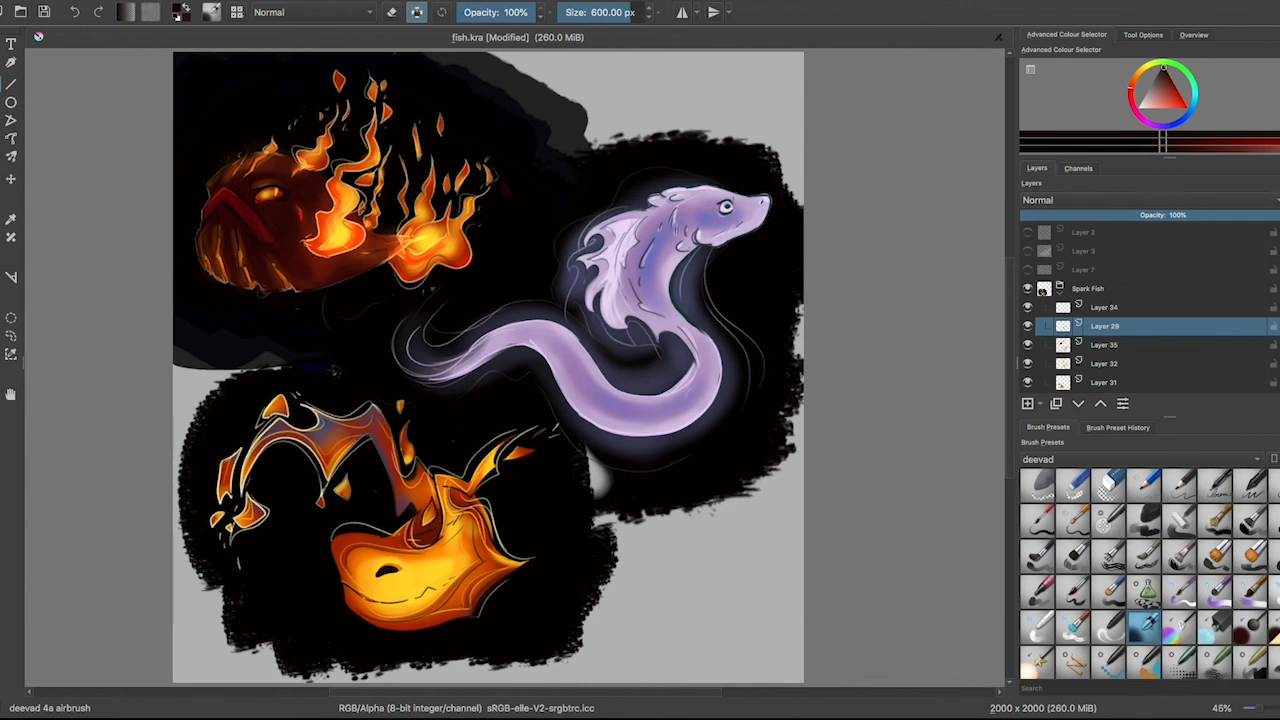 Normal
Opacity: 100%
Size: 600.00 px
fish.kra [Modified] (260.0 MiB)
Advanced Colour Selector
Tool Options
Overview
Advanced Colour Selector
Layers
Channels
Layers
Normal
Opacity: 100%
Layer 2
Layer 3
Layer 7
Spark Fish
Layer 34
Layer 29
Layer 35
Layer 32
Layer 31
Brush Presets
Brush Preset History
Brush Presets
deevad
Search
deevad 4a airbrush
RGB/Alpha (8-bit integer/channel) sRGB-elle-V2-srgbtrc.icc
2000 x 2000 (260.0 MiB)
45%